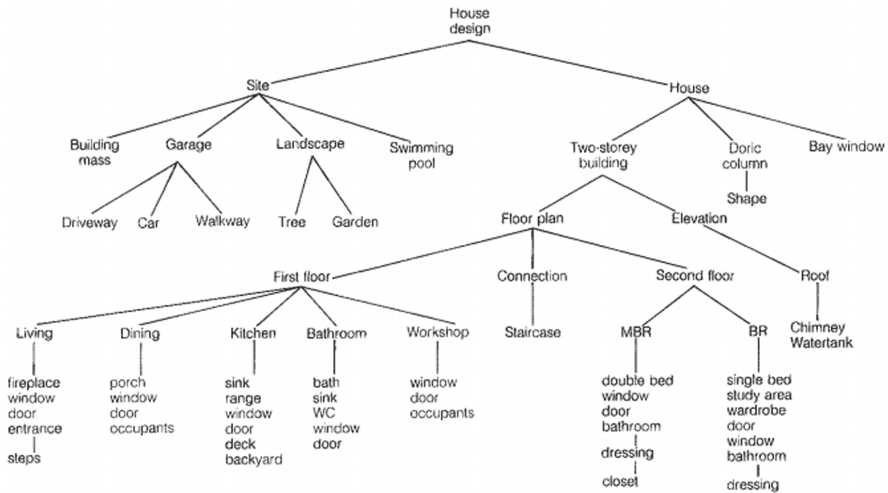 House
design
Site
House
Building
mass
Garage
Landscape
Swimming
pool
Two-storey
building
Doric
column
Bay window
Shape
Driveway
Car
Walkway
Tree
Garden
Floor plan
Elevation
First floor
Connection
Second floor
Roof
Living
Dining
Kitchen
Bathroom
Workshop
Staircase
MBR
BR
Chimney
Watertank
fireplace
window
door
entrance
steps
porch
window
door
occupants
sink
range
window
door
deck
backyard
bath
sink
WC
window
door
window
door
occupants
double bed
window
door
bathroom
dressing
closet
single bed
study area
wardrobe
door
window
bathroom
dressing